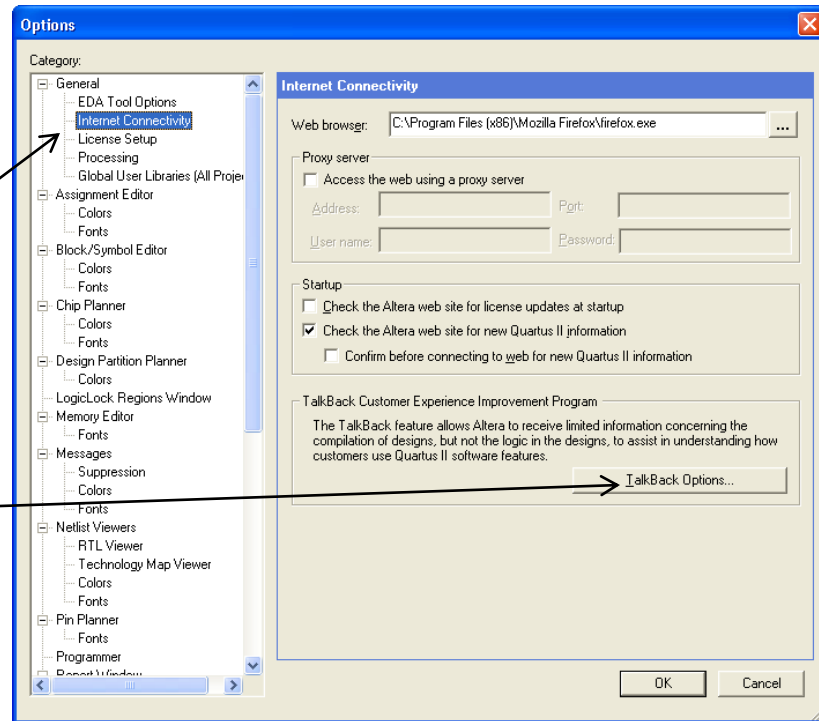 Options
Category:
General
EDA Tool Options
Internet Connectivity
License Setup
Processing
Global User Libraries (All Proje
Assignment Editor
Colors
Fonts
Block/Symbol Editor
Colors
Fonts
Chip Planner
Colors
Fonts
Design Partition Planner
Colors
LogicLock Regions Window
Memory Editor
Fonts
Messages
Suppression
Colors
Fonts
Netlist Viewers
RTL Viewer
Technology Map Viewer
Colors
Fonts
Pin Planner
Fonts
Programmer
Report Window
Internet Connectivity
Web browser: C:\Program Files (x86)\Mozilla Firefox\firefox.exe ...
Proxy server
Access the web using a proxy server
Address: Port:
User name: Password:
Startup
Check the Altera web site for license updates at startup
Check the Altera web site for new Quartus II information
Confirm before connecting to web for new Quartus II information
TalkBack Customer Experience Improvement Program
The TalkBack feature allows Altera to receive limited information concerning the
compilation of designs, but not the logic in the designs, to assist in understanding how
customers use Quartus II software features.
TalkBack Options...
OK Cancel